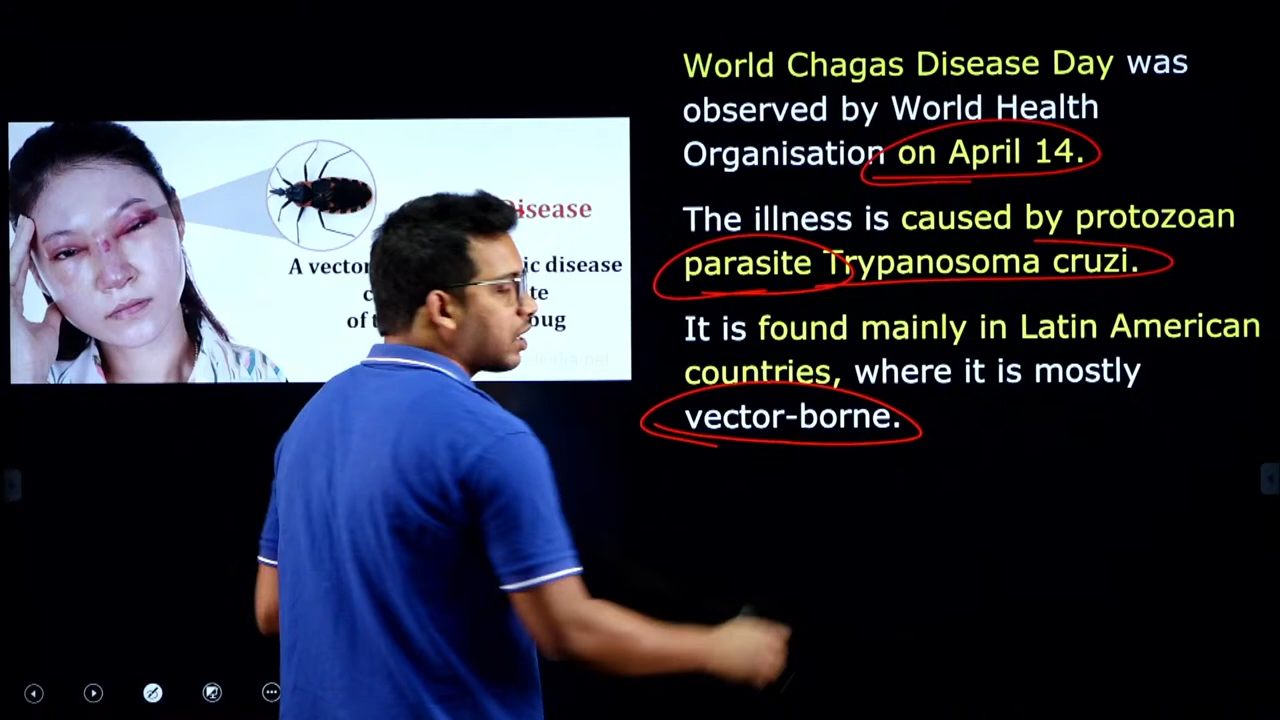 World Chagas Disease Day was
observed by World Health
Organisation on April 14.
The illness is caused by protozoan
parasite Trypanosoma cruzi.
It is found mainly in Latin American
countries, where it is mostly
vector-borne.
Disease
A vector ic disease
c te
of t bug